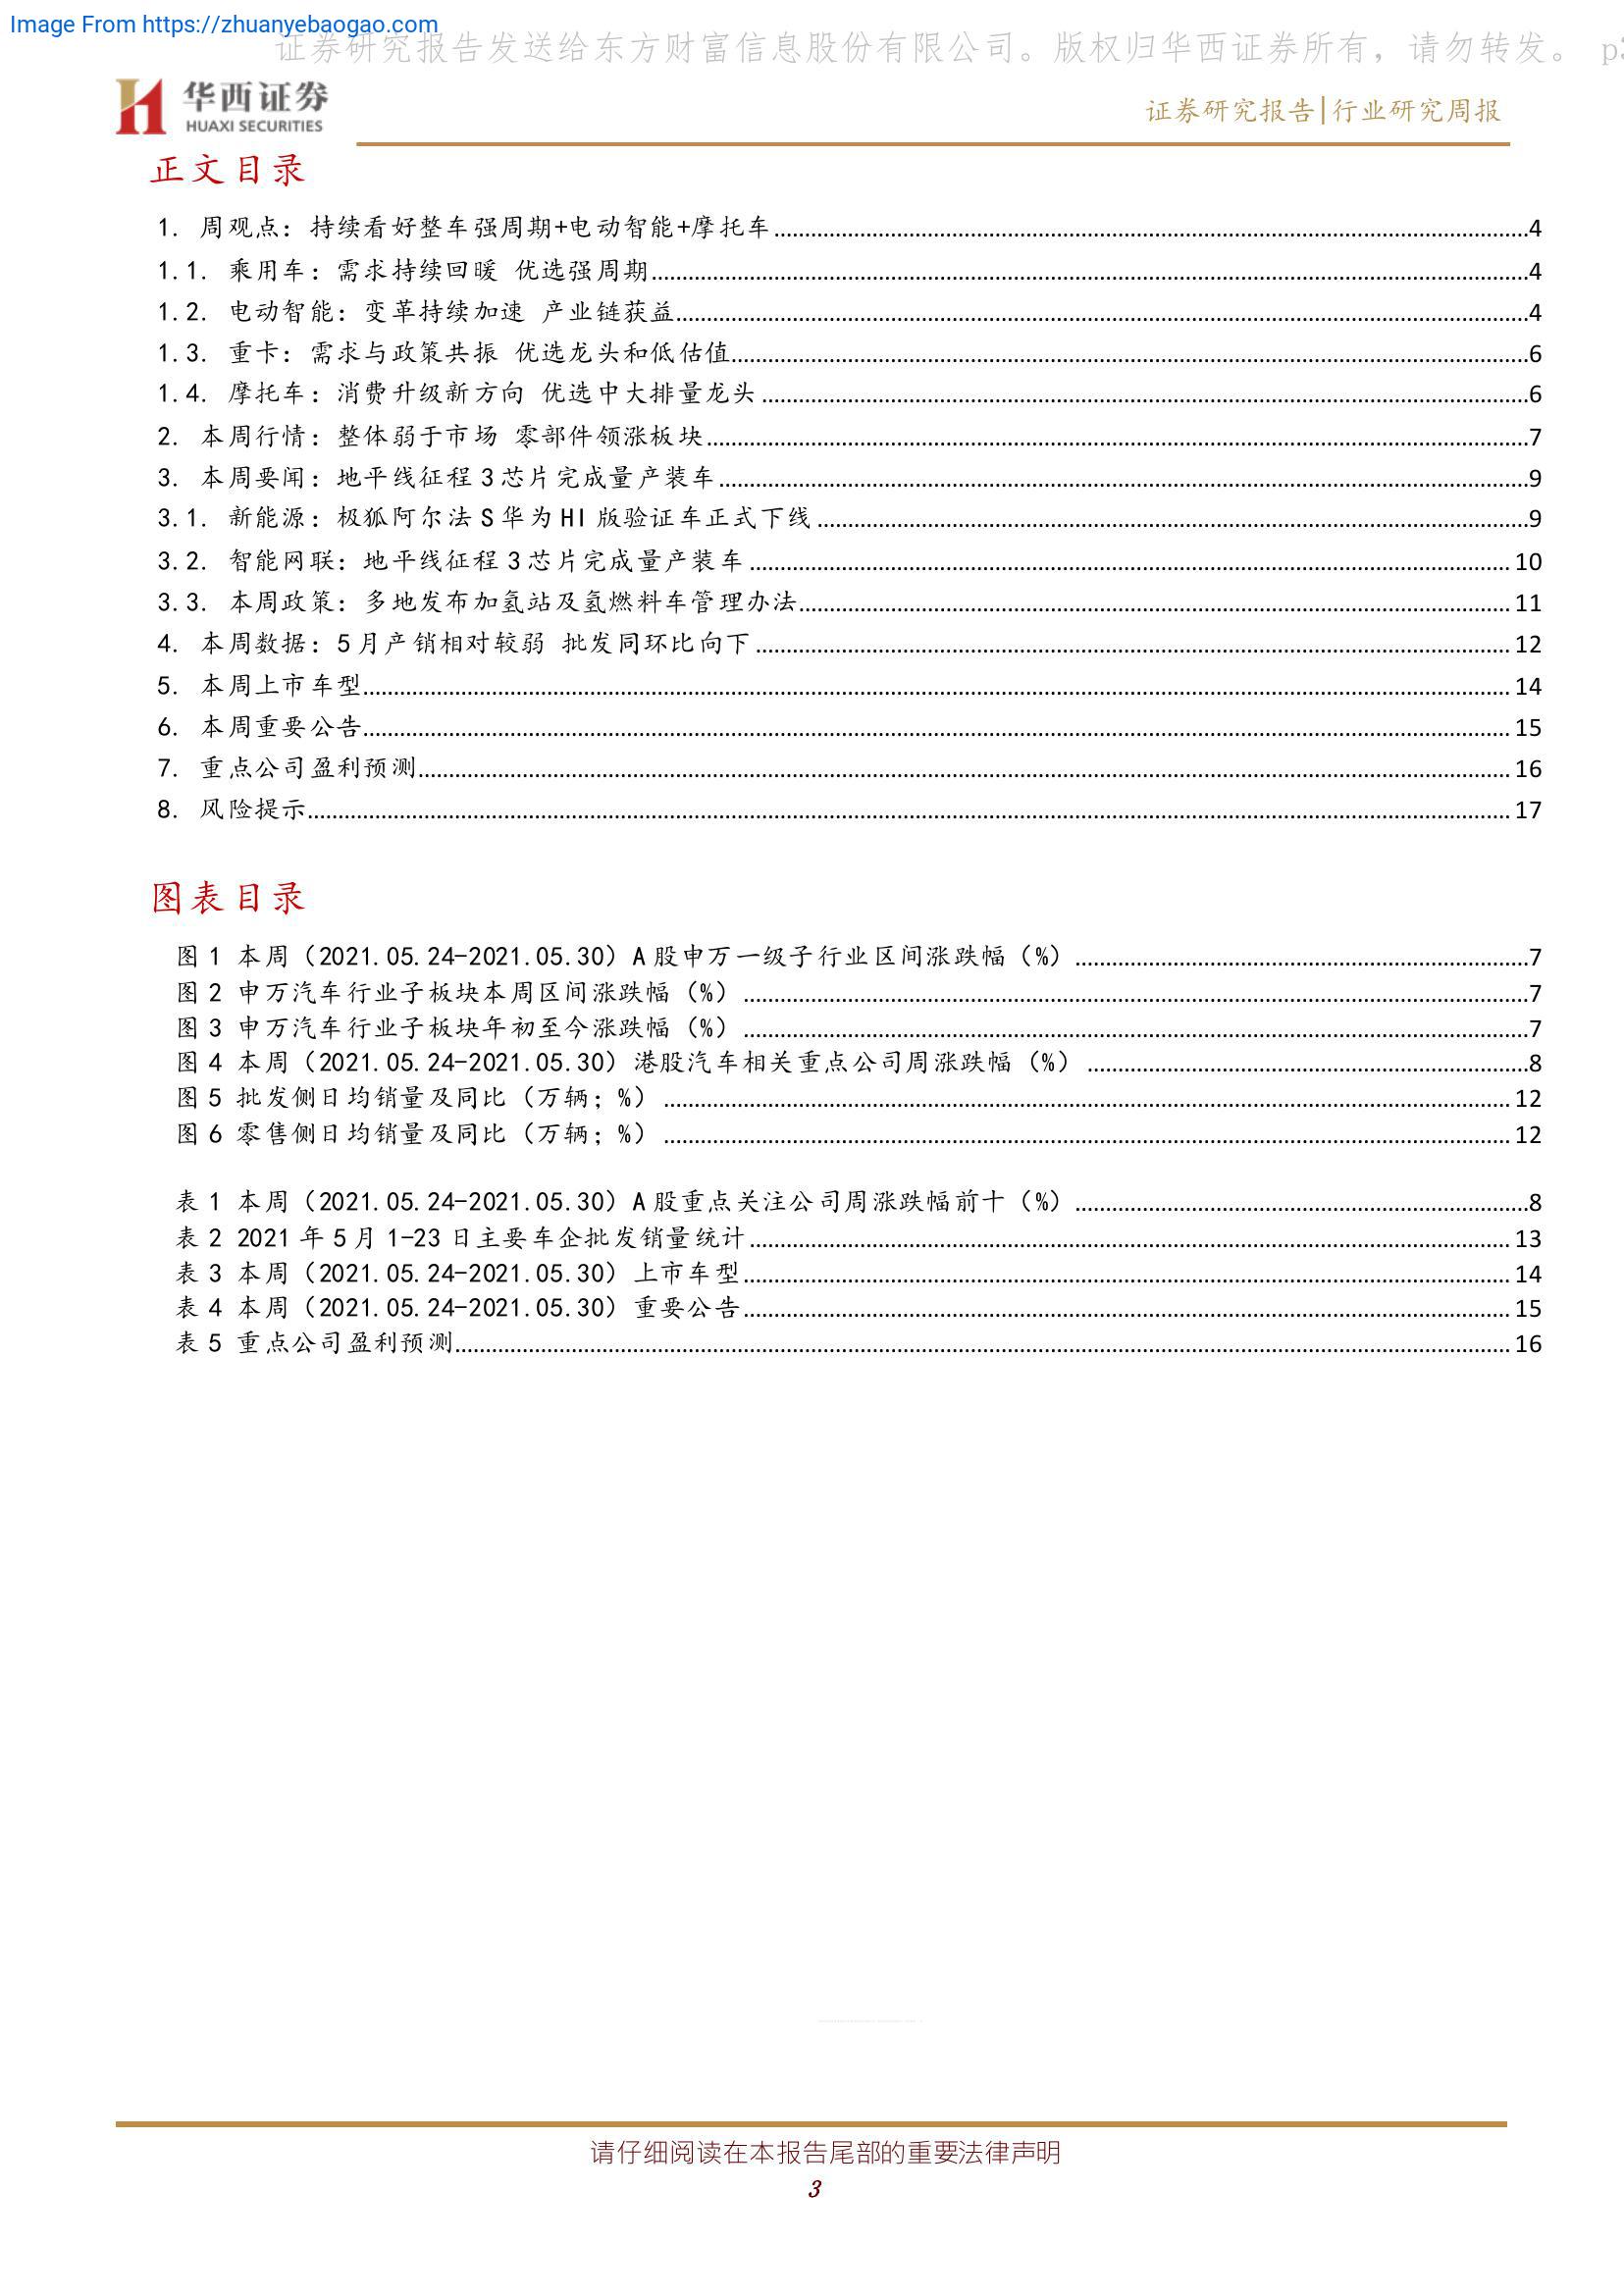 Image From https://zhuanyebaogao.com
证券研究报告发送给东方财富信息股份有限公司。版权归华西证券所有，请勿转发。 p3
华西证券
HUAXI SECURITIES
证券研究报告|行业研究周报
正文目录
1. 周观点：持续看好整车强周期+电动智能+摩托车 4
1.1. 乘用车：需求持续回暖 优选强周期 4
1.2. 电动智能：变革持续加速 产业链获益 4
1.3. 重卡：需求与政策共振 优选龙头和低估值 6
1.4. 摩托车：消费升级新方向 优选中大排量龙头 6
2. 本周行情：整体弱于市场 零部件领涨板块 7
3. 本周要闻：地平线征程 3 芯片完成量产装车 9
3.1. 新能源：极狐阿尔法 S 华为 HI 版验证车正式下线 9
3.2. 智能网联：地平线征程 3 芯片完成量产装车 10
3.3. 本周政策：多地发布加氢站及氢燃料车管理办法 11
4. 本周数据：5 月产销相对较弱 批发同环比向下 12
5. 本周上市车型 14
6. 本周重要公告 15
7. 重点公司盈利预测 16
8. 风险提示 17
图表目录
图 1 本周（2021.05.24-2021.05.30）A 股申万一级子行业区间涨跌幅（%） 7
图 2 申万汽车行业子板块本周区间涨跌幅（%） 7
图 3 申万汽车行业子板块年初至今涨跌幅（%） 7
图 4 本周（2021.05.24-2021.05.30）港股汽车相关重点公司周涨跌幅（%） 8
图 5 批发侧日均销量及同比（万辆；%） 12
图 6 零售侧日均销量及同比（万辆；%） 12
表 1 本周（2021.05.24-2021.05.30）A 股重点关注公司周涨跌幅前十（%） 8
表 2 2021 年 5 月 1-23 日主要车企批发销量统计 13
表 3 本周（2021.05.24-2021.05.30）上市车型 14
表 4 本周（2021.05.24-2021.05.30）重要公告 15
表 5 重点公司盈利预测 16
请仔细阅读在本报告尾部的重要法律声明
3